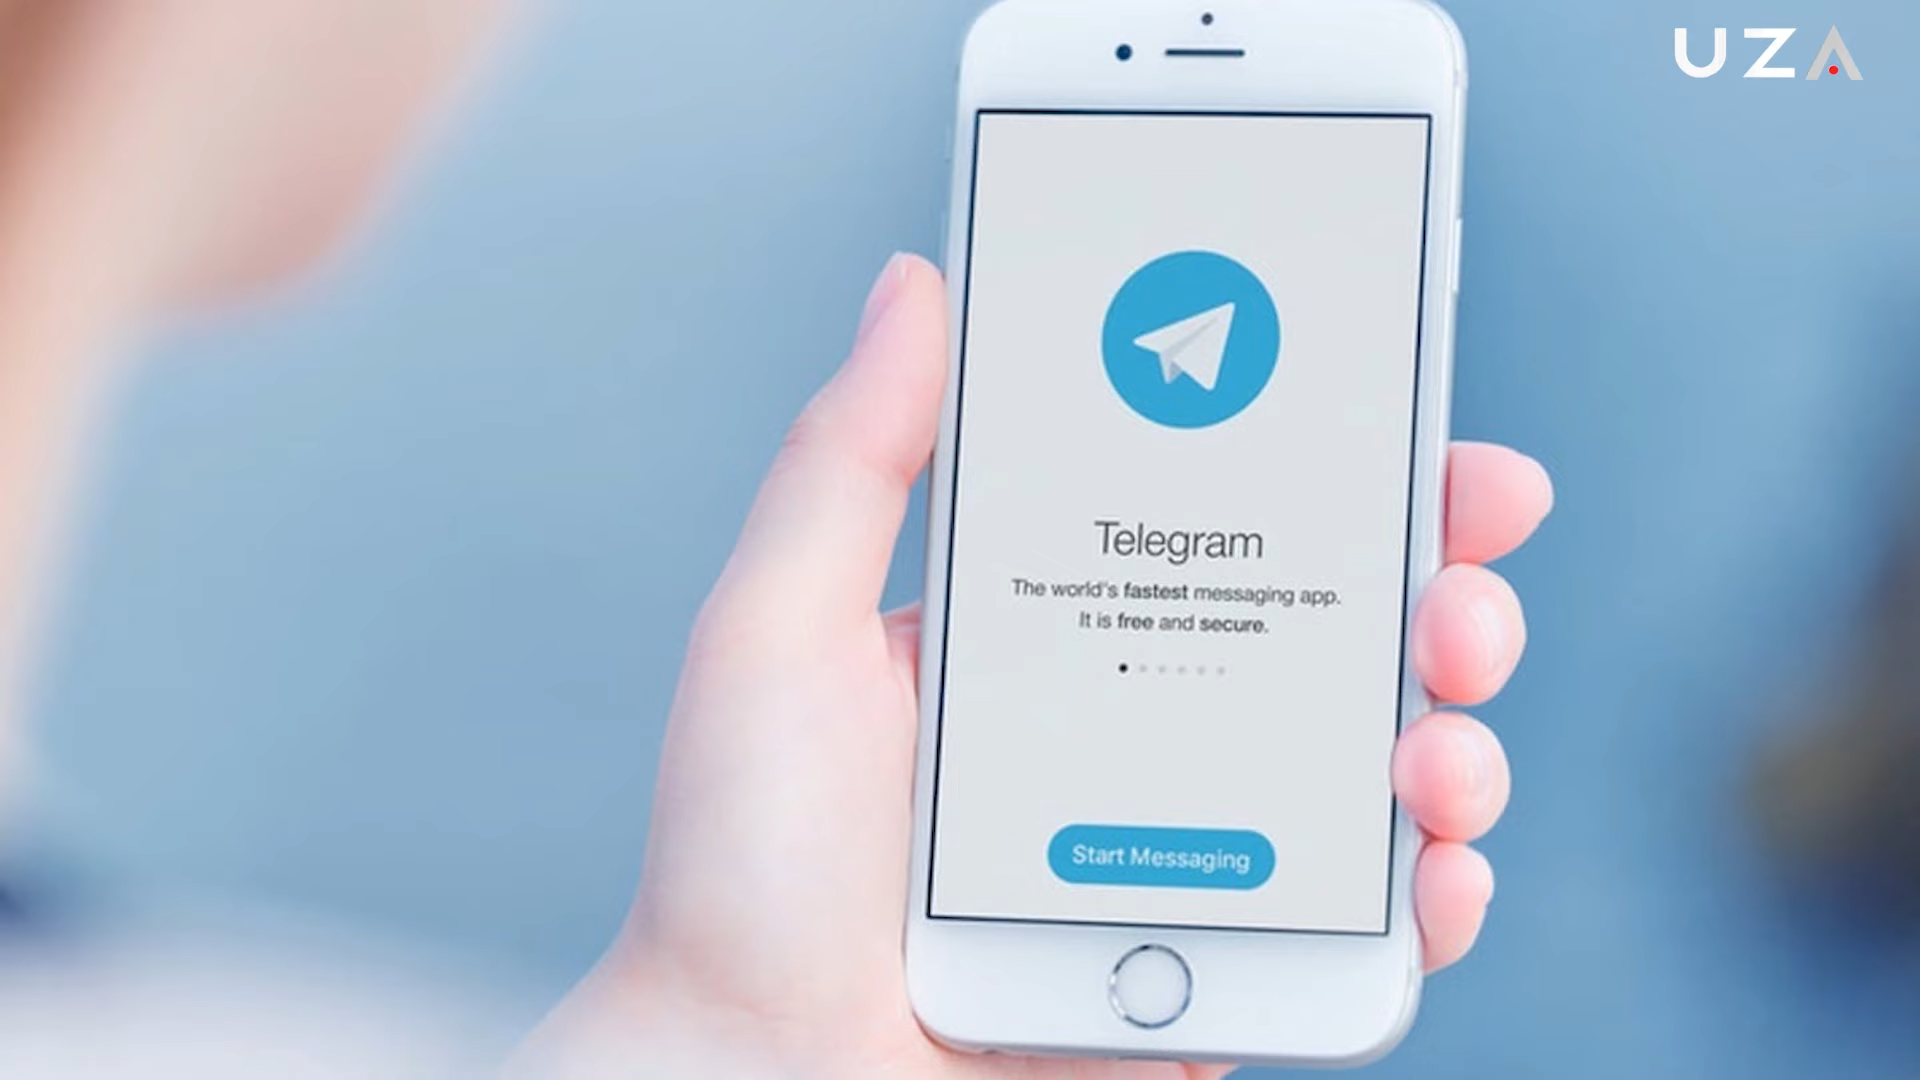 UZA
Telegram
The world's fastest messaging app.
It is free and secure.
Start Messaging